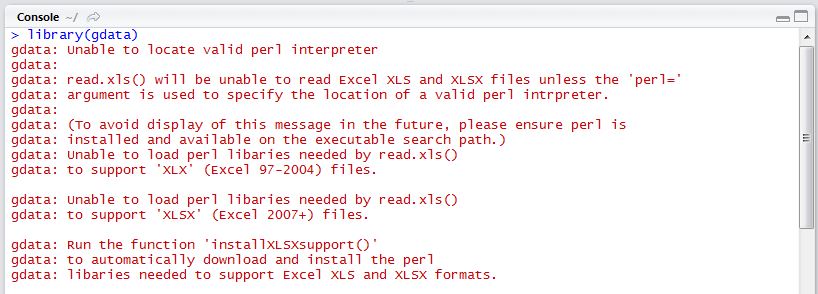 Console ~/
> library(gdata)
gdata: Unable to locate valid perl interpreter
gdata:
gdata: read.xls() will be unable to read Excel XLS and XLSX files unless the 'perl='
gdata: argument is used to specify the location of a valid perl intrpreter.
gdata:
gdata: (To avoid display of this message in the future, please ensure perl is
gdata: installed and available on the executable search path.)
gdata: Unable to load perl libaries needed by read.xls()
gdata: to support 'XLX' (Excel 97-2004) files.
gdata: Unable to load perl libaries needed by read.xls()
gdata: to support 'XLSX' (Excel 2007+) files.
gdata: Run the function 'installXLSXsupport()'
gdata: to automatically download and install the perl
gdata: libaries needed to support Excel XLS and XLSX formats.